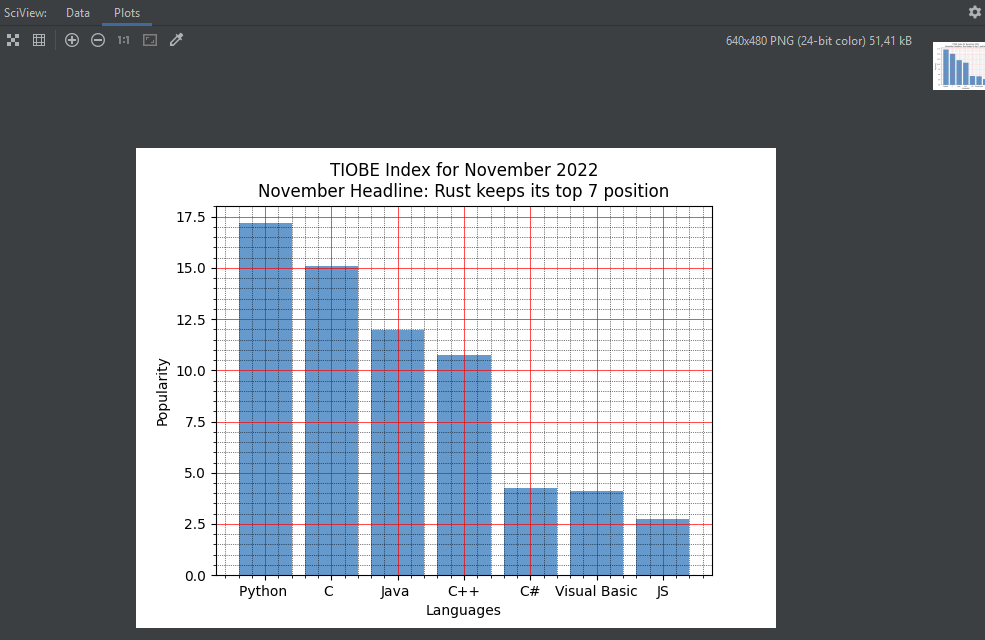 SciView: Data Plots
1:1 640x480 PNG (24-bit color) 51,41 kB
TIOBE Index for November 2022
November Headline: Rust keeps its top 7 position
17.5
15.0
12.5
10.0
7.5
5.0
2.5
0.0
Popularity
Python C Java C++ C# Visual Basic JS
Languages